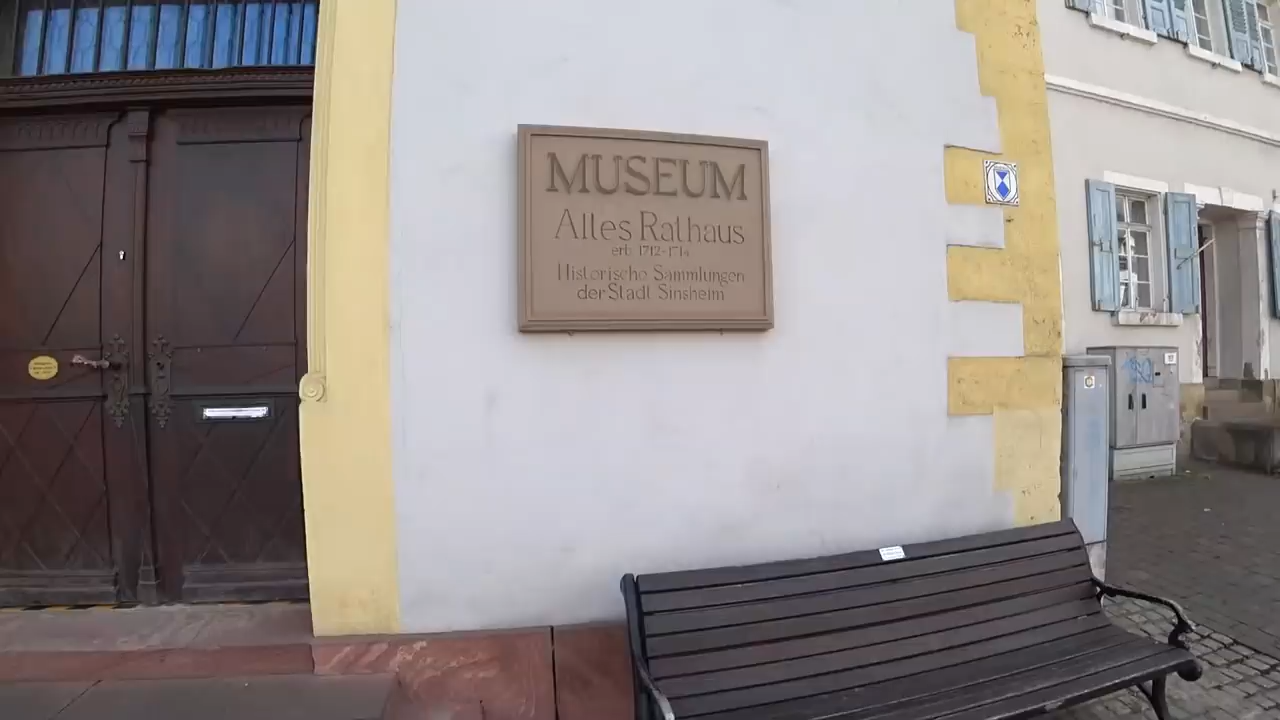 MUSEUM
Altes Rathaus
erb. 1712-1714
Historische Sammlungen
der Stadt Sinsheim